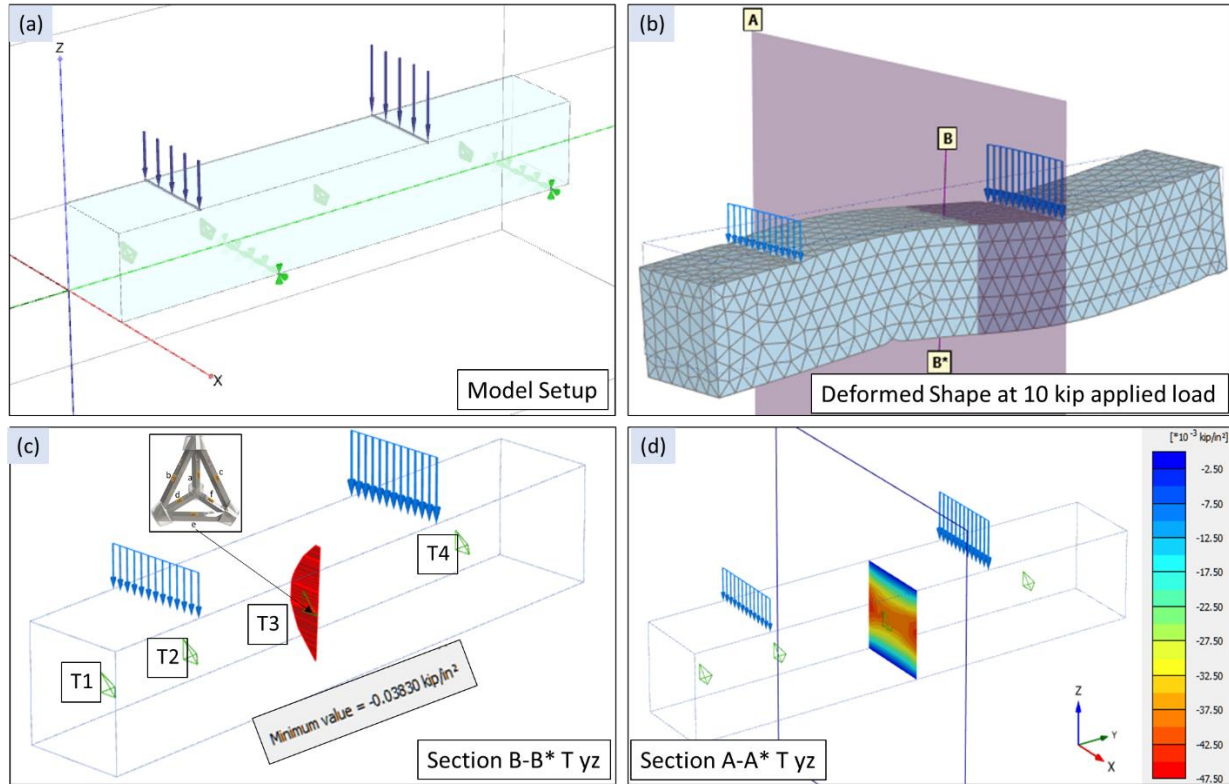 (a)
Z
X
Model Setup
(b)
A
B
B*
Deformed Shape at 10 kip applied load
(c)
b
a
c
d
f
e
T1
T2
T3
T4
Minimum value = -0.03830 kip/in²
Section B-B* T yz
(d)
[*10⁻³ kip/in²]
-2.50
-7.50
-12.50
-17.50
-22.50
-27.50
-32.50
-37.50
-42.50
-47.50
Z
Y
X
Section A-A* T yz